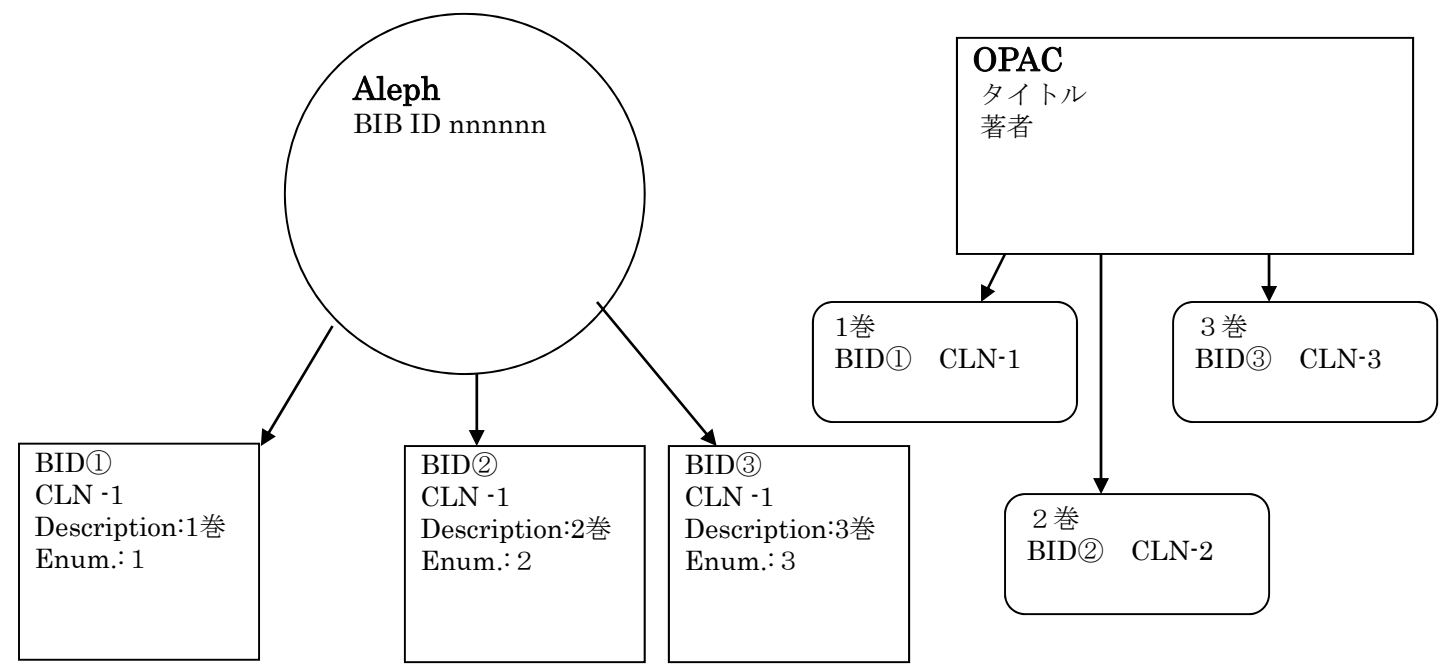 Aleph
BIB ID nnnnnn
BID①
CLN -1
Description:1巻
Enum.: 1
BID②
CLN -1
Description:2巻
Enum.: 2
BID③
CLN -1
Description:3巻
Enum.: 3
OPAC
タイトル
著者
1巻
BID① CLN-1
２巻
BID② CLN-2
３巻
BID③ CLN-3